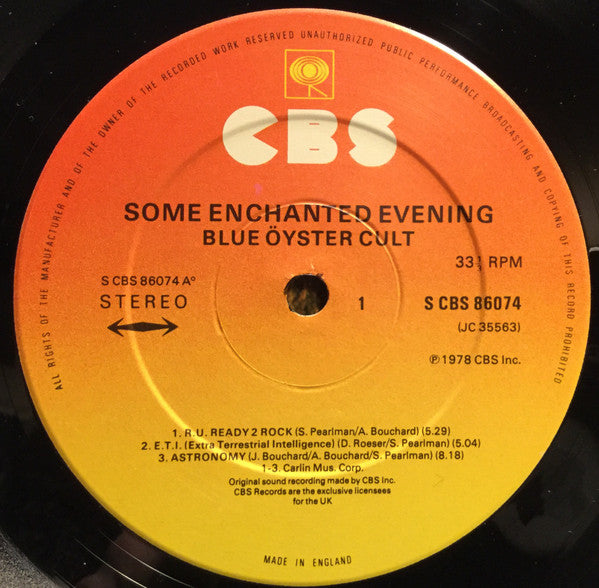 ALL RIGHTS OF THE MANUFACTURER AND OF THE OWNER OF THE RECORDED WORK RESERVED UNAUTHORIZED PUBLIC PERFORMANCE BROADCASTING AND COPYING OF THIS RECORD PROHIBITED
CBS
SOME ENCHANTED EVENING
BLUE ÖYSTER CULT
33⅓ RPM
S CBS 86074 A°
STEREO
1
S CBS 86074
(JC 35563)
℗ 1978 CBS Inc.
1. R.U. READY 2 ROCK (S. Pearlman/A. Bouchard) (5.29)
2. E.T.I. (Extra Terrestrial Intelligence) (D. Roeser/S. Pearlman) (5.04)
3. ASTRONOMY (J. Bouchard/A. Bouchard/S. Pearlman) (8.18)
1-3. Carlin Mus. Corp.
Original sound recording made by CBS Inc.
CBS Records are the exclusive licensees
for the UK
MADE IN ENGLAND